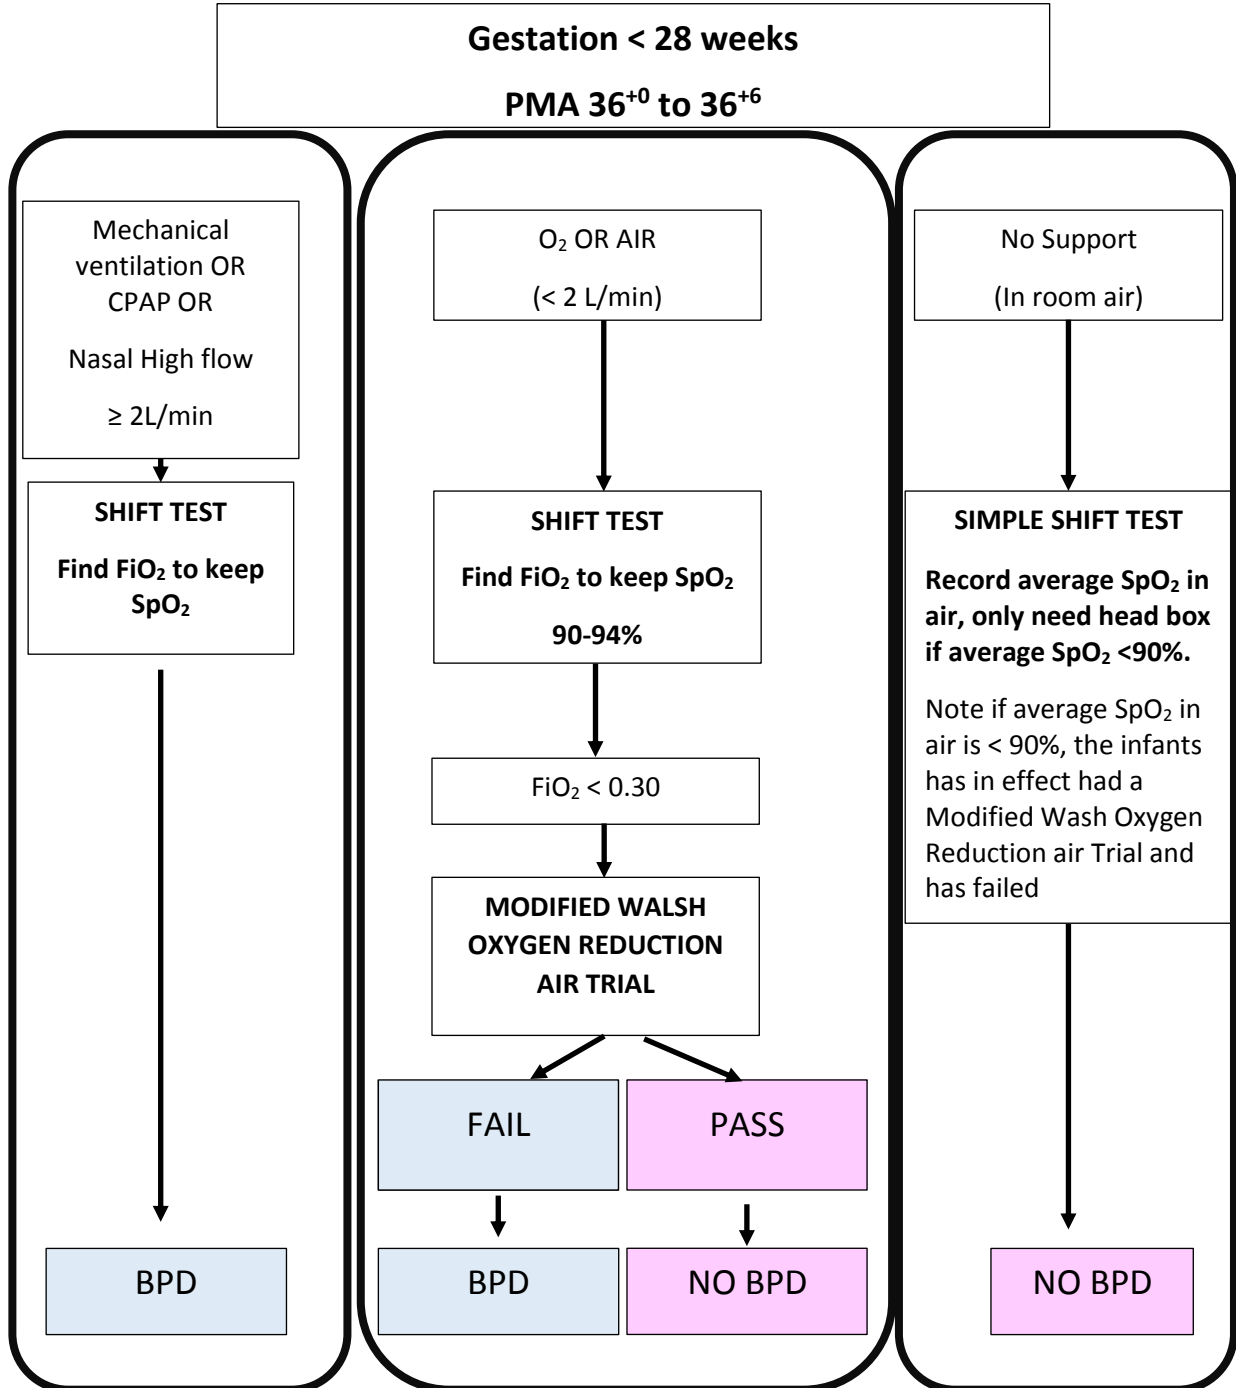 Gestation < 28 weeks
PMA 36⁺⁰ to 36⁺⁶
Mechanical
ventilation OR
CPAP OR
Nasal High flow
≥ 2L/min
SHIFT TEST
Find FiO₂ to keep
SpO₂
BPD
O₂ OR AIR
(< 2 L/min)
SHIFT TEST
Find FiO₂ to keep SpO₂
90-94%
FiO₂ < 0.30
MODIFIED WALSH
OXYGEN REDUCTION
AIR TRIAL
FAIL
PASS
BPD
NO BPD
No Support
(In room air)
SIMPLE SHIFT TEST
Record average SpO₂ in
air, only need head box
if average SpO₂ <90%.
Note if average SpO₂ in
air is < 90%, the infants
has in effect had a
Modified Wash Oxygen
Reduction air Trial and
has failed
NO BPD